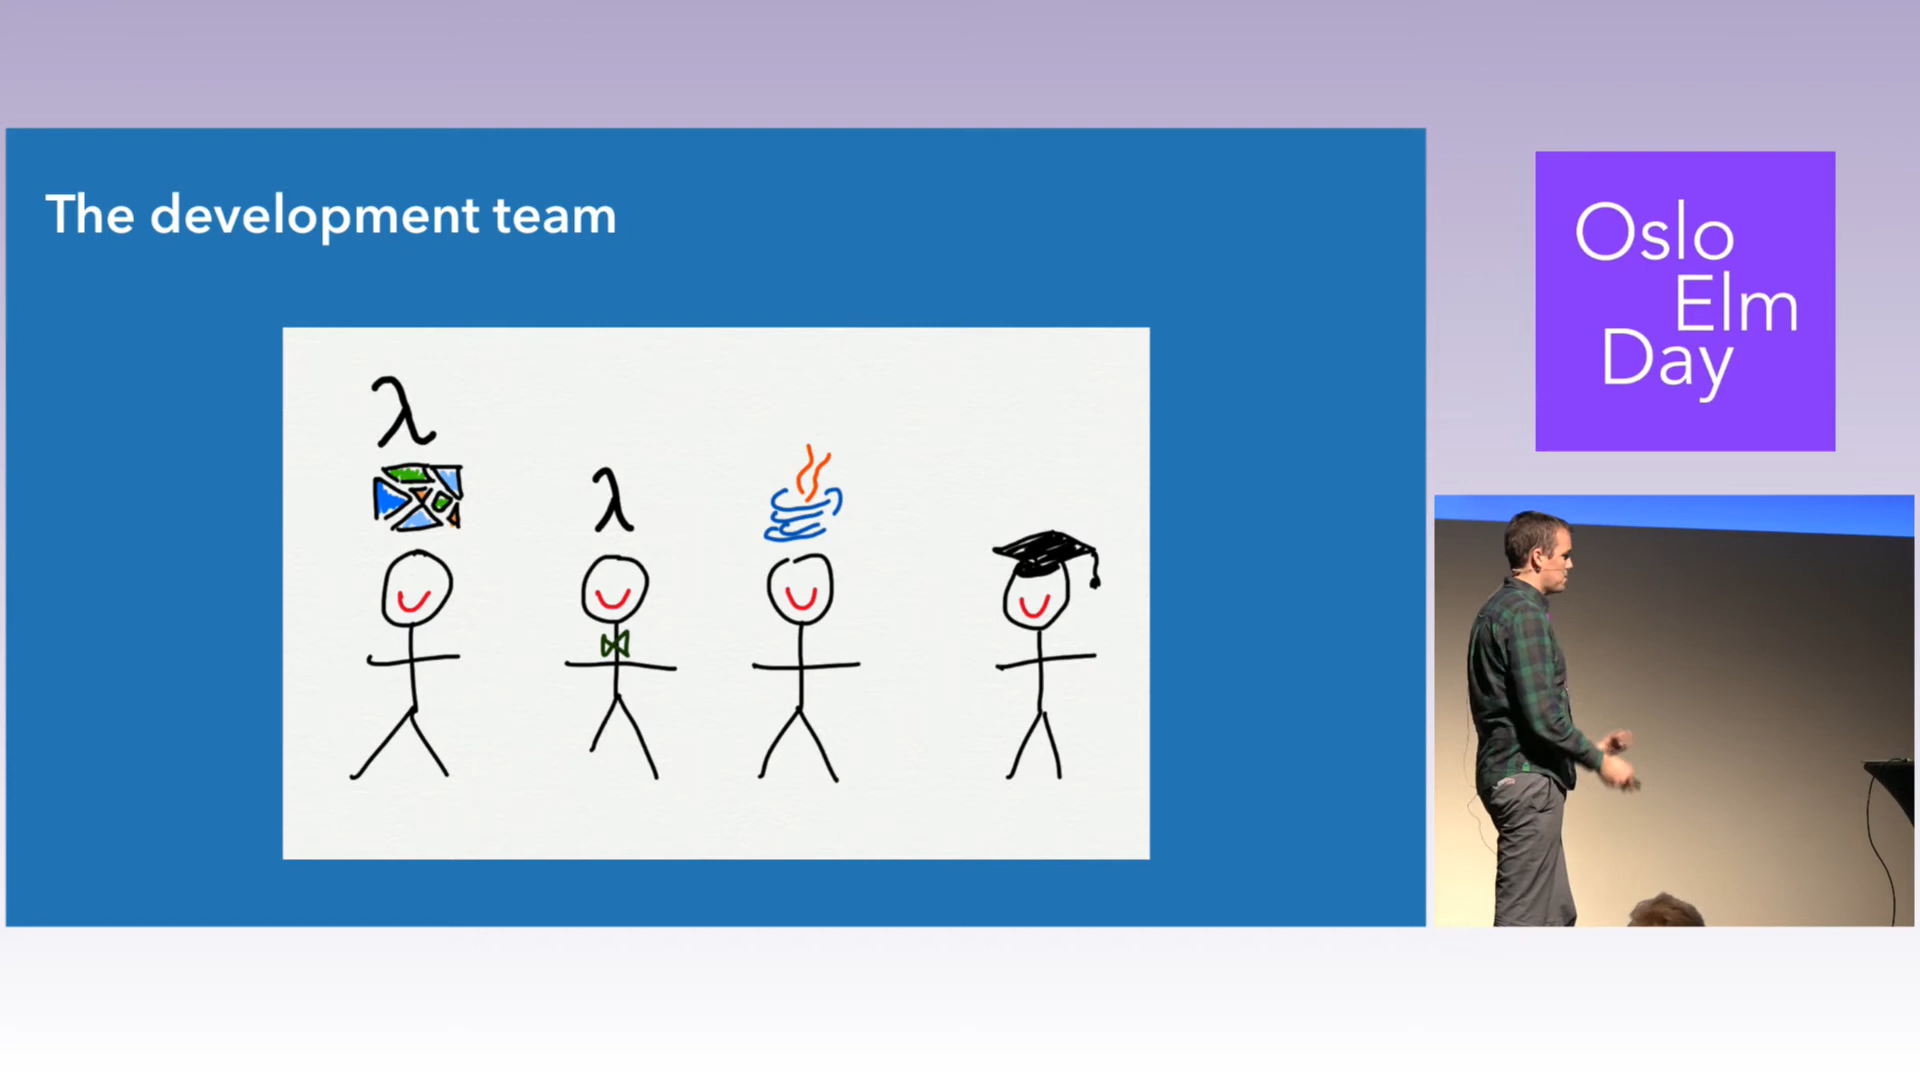 The development team
λ
λ
Oslo
Elm
Day